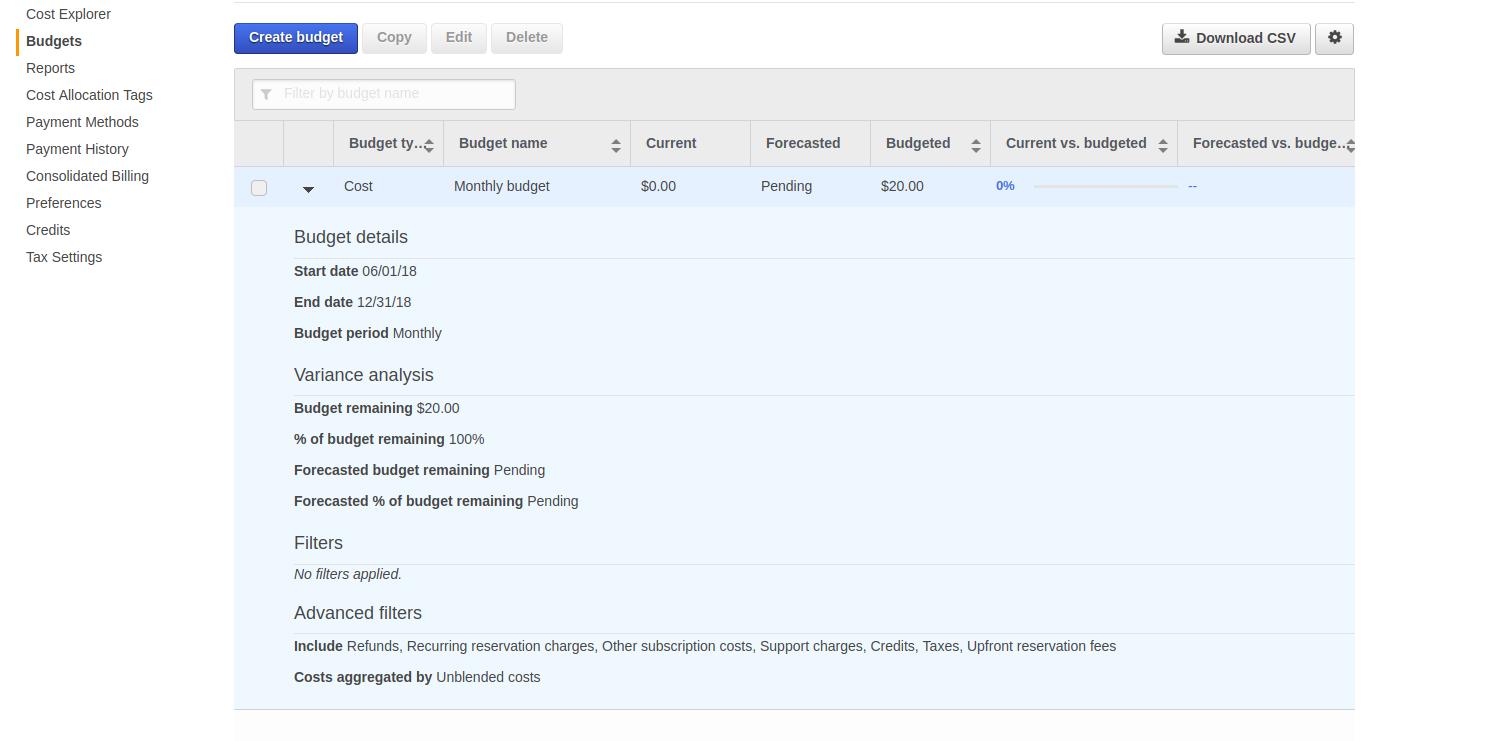 Cost Explorer
Budgets
Reports
Cost Allocation Tags
Payment Methods
Payment History
Consolidated Billing
Preferences
Credits
Tax Settings
Create budget Copy Edit Delete Download CSV
Filter by budget name
Budget ty... Budget name Current Forecasted Budgeted Current vs. budgeted Forecasted vs. budge...
Cost Monthly budget $0.00 Pending $20.00 0% --
Budget details
Start date 06/01/18
End date 12/31/18
Budget period Monthly
Variance analysis
Budget remaining $20.00
% of budget remaining 100%
Forecasted budget remaining Pending
Forecasted % of budget remaining Pending
Filters
No filters applied.
Advanced filters
Include Refunds, Recurring reservation charges, Other subscription costs, Support charges, Credits, Taxes, Upfront reservation fees
Costs aggregated by Unblended costs